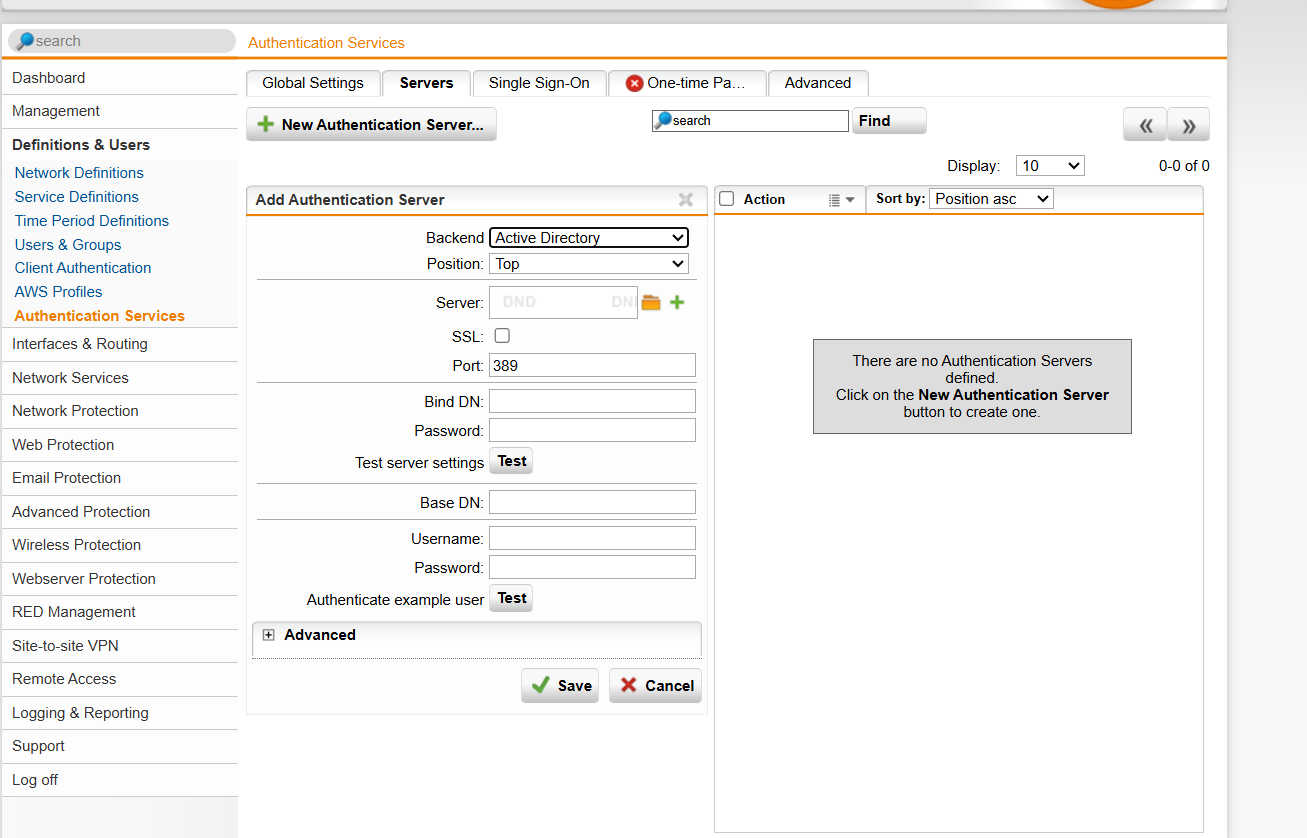 search
Authentication Services
Dashboard
Management
Definitions & Users
Network Definitions
Service Definitions
Time Period Definitions
Users & Groups
Client Authentication
AWS Profiles
Authentication Services
Interfaces & Routing
Network Services
Network Protection
Web Protection
Email Protection
Advanced Protection
Wireless Protection
Webserver Protection
RED Management
Site-to-site VPN
Remote Access
Logging & Reporting
Support
Log off
Global Settings Servers Single Sign-On One-time Pa... Advanced
New Authentication Server... search Find
Display: 10 0-0 of 0
Add Authentication Server
Backend Active Directory
Position: Top
Server: DND DND
SSL:
Port: 389
Bind DN:
Password:
Test server settings Test
Base DN:
Username:
Password:
Authenticate example user Test
Advanced
Save Cancel
Action Sort by: Position asc
There are no Authentication Servers
defined.
Click on the New Authentication Server
button to create one.